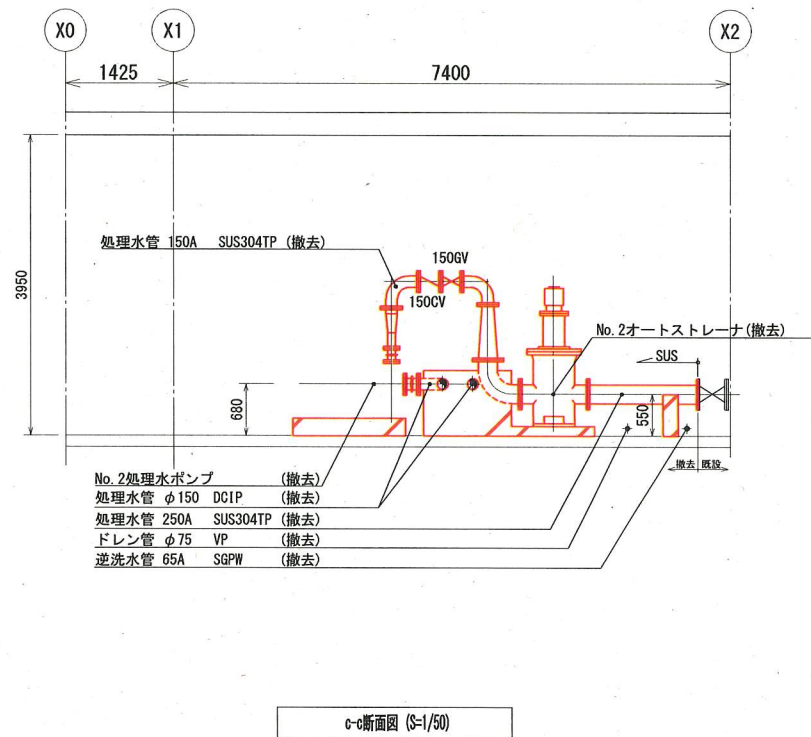 X0
X1
X2
1425
7400
3950
処理水管 150A SUS304TP (撤去)
150GV
150CV
No.2オートストレーナ(撤去)
SUS
680
550
撤去 既設
No.2処理水ポンプ (撤去)
処理水管 φ150 DCIP (撤去)
処理水管 250A SUS304TP (撤去)
ドレン管 φ75 VP (撤去)
逆洗水管 65A SGPW (撤去)
c-c断面図 (S=1/50)